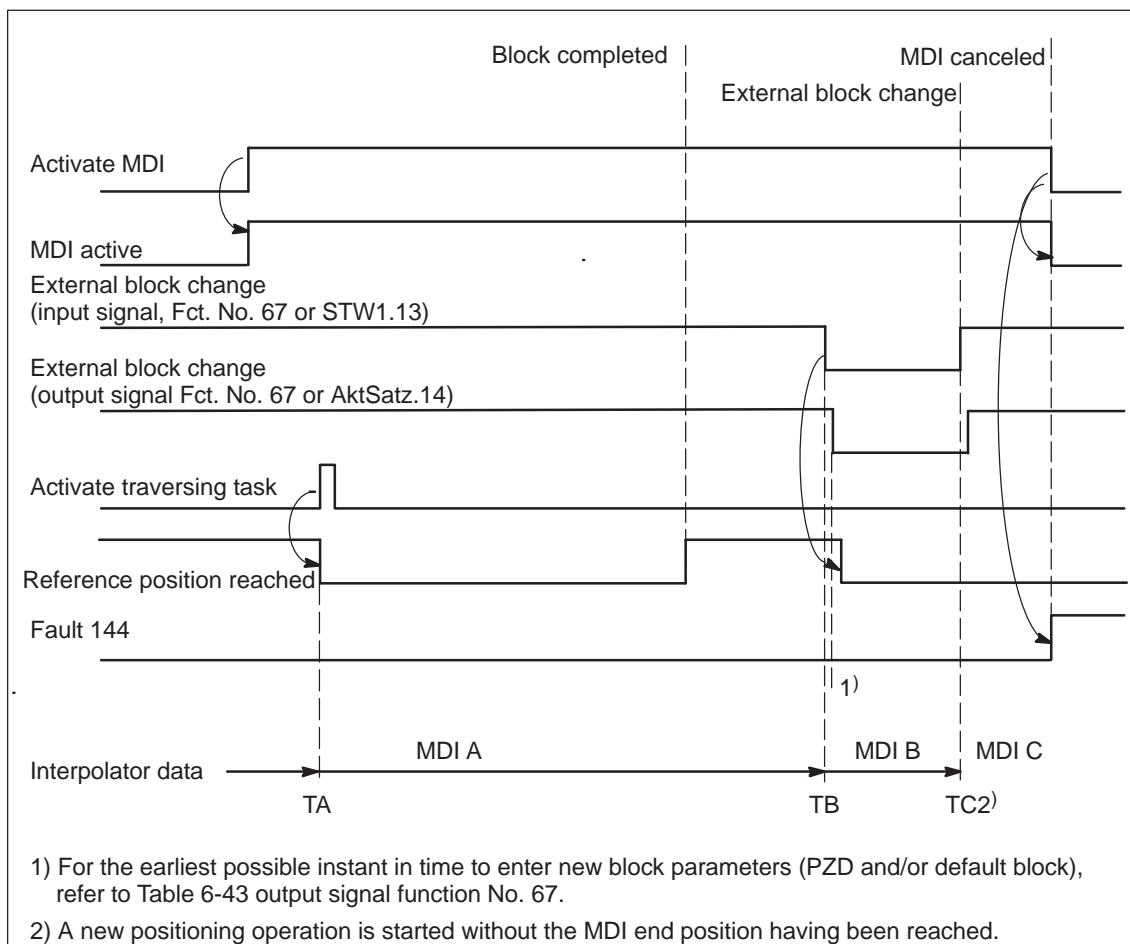 Block completed
MDI canceled
External block change
Activate MDI
MDI active
External block change
(input signal, Fct. No. 67 or STW1.13)
External block change
(output signal Fct. No. 67 or AktSatz.14)
Activate traversing task
Reference position reached
Fault 144
1)
MDI A
MDI B
MDI C
Interpolator data
TA
TB
TC2)
1) For the earliest possible instant in time to enter new block parameters (PZD and/or default block),
refer to Table 6-43 output signal function No. 67.
2) A new positioning operation is started without the MDI end position having been reached.